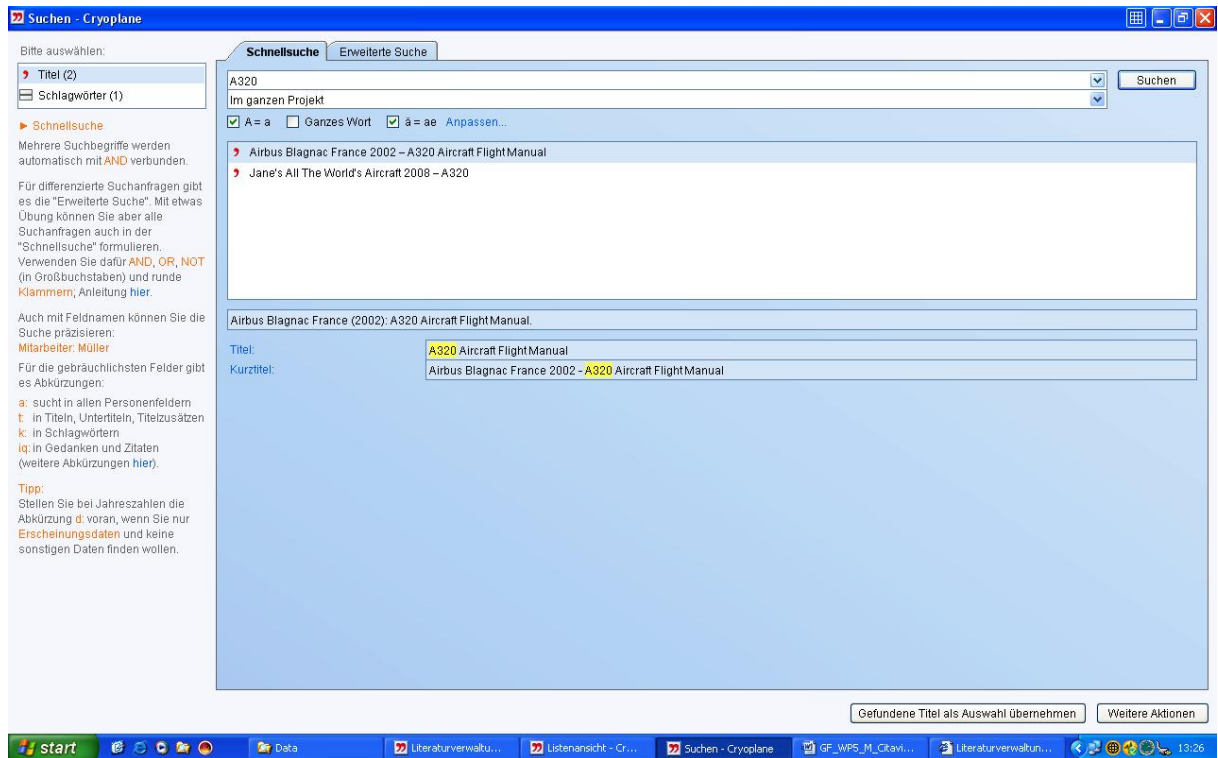 Suchen - Cryoplane
Bitte auswählen:
Titel (2)
Schlagwörter (1)
► Schnellsuche
Mehrere Suchbegriffe werden
automatisch mit AND verbunden.
Für differenzierte Suchanfragen gibt
es die "Erweiterte Suche". Mit etwas
Übung können Sie aber alle
Suchanfragen auch in der
"Schnellsuche" formulieren.
Verwenden Sie dafür AND, OR, NOT
(in Großbuchstaben) und runde
Klammern; Anleitung hier.
Auch mit Feldnamen können Sie die
Suche präzisieren:
Mitarbeiter: Müller
Für die gebräuchlichsten Felder gibt
es Abkürzungen:
a: sucht in allen Personenfeldern
t: in Titeln, Untertiteln, Titelzusätzen
k: in Schlagwörtern
iq: in Gedanken und Zitaten
(weitere Abkürzungen hier).
Tipp:
Stellen Sie bei Jahreszahlen die
Abkürzung d: voran, wenn Sie nur
Erscheinungsdaten und keine
sonstigen Daten finden wollen.
Schnellsuche Erweiterte Suche
A320 Suchen
Im ganzen Projekt
A = a Ganzes Wort ä = ae Anpassen...
Airbus Blagnac France 2002 – A320 Aircraft Flight Manual
Jane's All The World's Aircraft 2008 – A320
Airbus Blagnac France (2002): A320 Aircraft Flight Manual.
Titel: A320 Aircraft Flight Manual
Kurztitel: Airbus Blagnac France 2002 - A320 Aircraft Flight Manual
Gefundene Titel als Auswahl übernehmen Weitere Aktionen
start Data Literaturverwaltu... Listenansicht - Cr... Suchen - Cryoplane GF_WP5_M_Citavi... Literaturverwaltun... 13:26